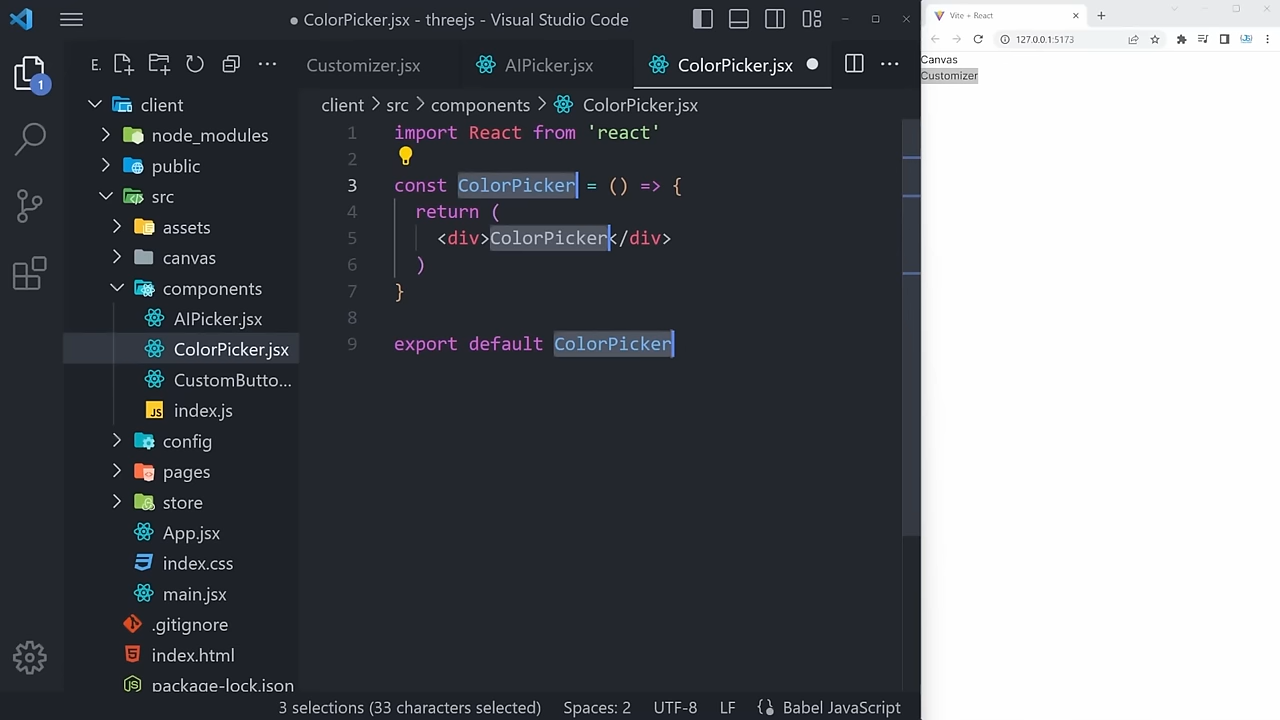 ColorPicker.jsx - threejs - Visual Studio Code
E.
Customizer.jsx
AIPicker.jsx
ColorPicker.jsx
client > src > components > ColorPicker.jsx
1
client
node_modules
public
src
assets
canvas
components
AIPicker.jsx
ColorPicker.jsx
CustomButto...
JS index.js
config
pages
store
App.jsx
index.css
main.jsx
.gitignore
index.html
package-lock.json
1 import React from 'react'
2
3 const ColorPicker = () => {
4 return (
5 <div>ColorPicker</div>
6 )
7 }
8
9 export default ColorPicker
3 selections (33 characters selected) Spaces: 2 UTF-8 LF Babel JavaScript
Vite + React
127.0.0.1:5173
Canvas
Customizer